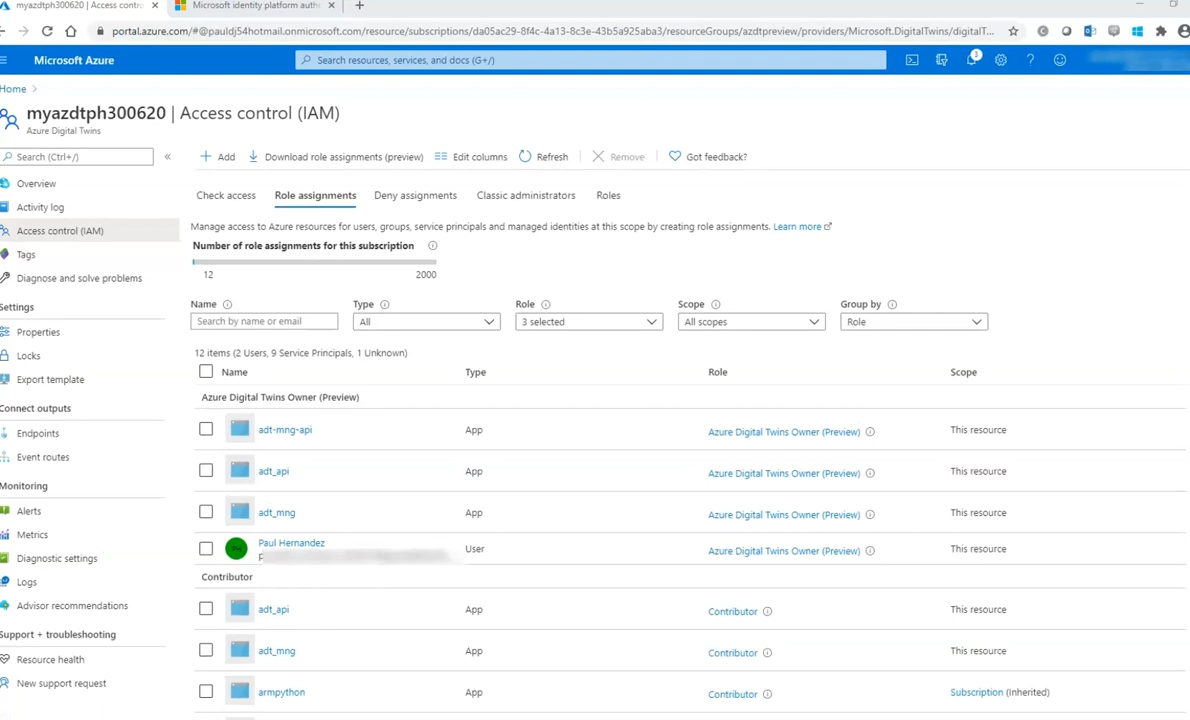 myazdtph300620 | Access contro
Microsoft identity platform auth
portal.azure.com/#@pauldj54hotmail.onmicrosoft.com/resource/subscriptions/da05ac29-8f4c-4a13-8c3e-43b5a925aba3/resourceGroups/azdtpreview/providers/Microsoft.DigitalTwins/digitalT...
Microsoft Azure
Search resources, services, and docs (G+/)
3
Home
myazdtph300620 | Access control (IAM)
Azure Digital Twins
Search (Ctrl+/)
Add
Download role assignments (preview)
Edit columns
Refresh
Remove
Got feedback?
Overview
Activity log
Access control (IAM)
Tags
Diagnose and solve problems
Settings
Properties
Locks
Export template
Connect outputs
Endpoints
Event routes
Monitoring
Alerts
Metrics
Diagnostic settings
Logs
Advisor recommendations
Support + troubleshooting
Resource health
New support request
Check access
Role assignments
Deny assignments
Classic administrators
Roles
Manage access to Azure resources for users, groups, service principals and managed identities at this scope by creating role assignments. Learn more
Number of role assignments for this subscription
12 2000
Name Type Role Scope Group by
Search by name or email All 3 selected All scopes Role
12 items (2 Users, 9 Service Principals, 1 Unknown)
Name Type Role Scope
Azure Digital Twins Owner (Preview)
adt-mng-api App Azure Digital Twins Owner (Preview) This resource
adt_api App Azure Digital Twins Owner (Preview) This resource
adt_mng App Azure Digital Twins Owner (Preview) This resource
Paul Hernandez User Azure Digital Twins Owner (Preview) This resource
Contributor
adt_api App Contributor This resource
adt_mng App Contributor This resource
armpython App Contributor Subscription (Inherited)